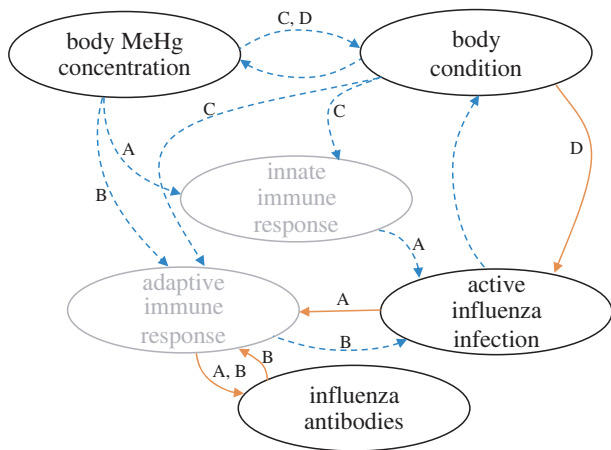 C, D
body MeHg
concentration
body
condition
C
C
A
D
B
innate
immune
response
A
adaptive
immune
response
A
active
influenza
infection
B
A, B
B
influenza
antibodies